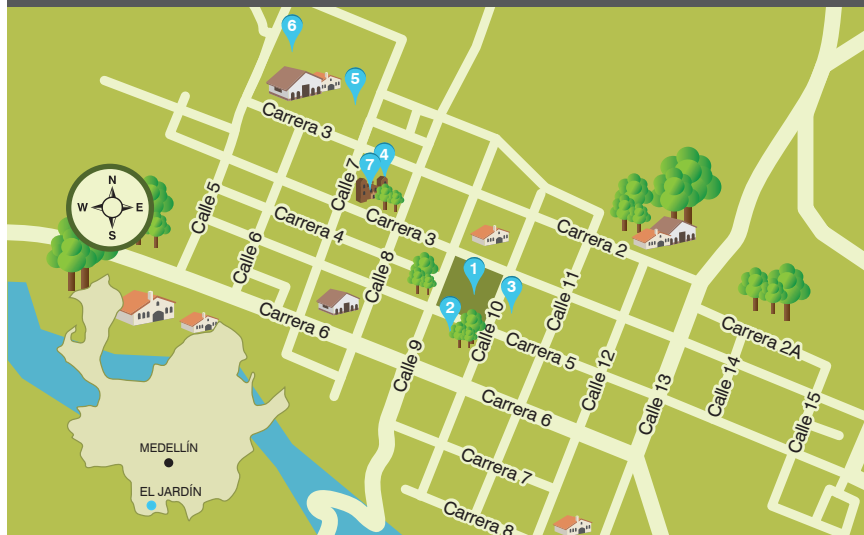 6
5
Carrera 3
4
7
Calle 7
N
W E
S
Calle 5
Carrera 3
Carrera 4
Carrera 2
Calle 6
Calle 8
1
3
Calle 11
2
Calle 10
Carrera 6
Carrera 5
Carrera 2A
Calle 9
Calle 12
Calle 13
Calle 14
Calle 15
Carrera 6
MEDELLÍN
EL JARDÍN
Carrera 7
Carrera 8